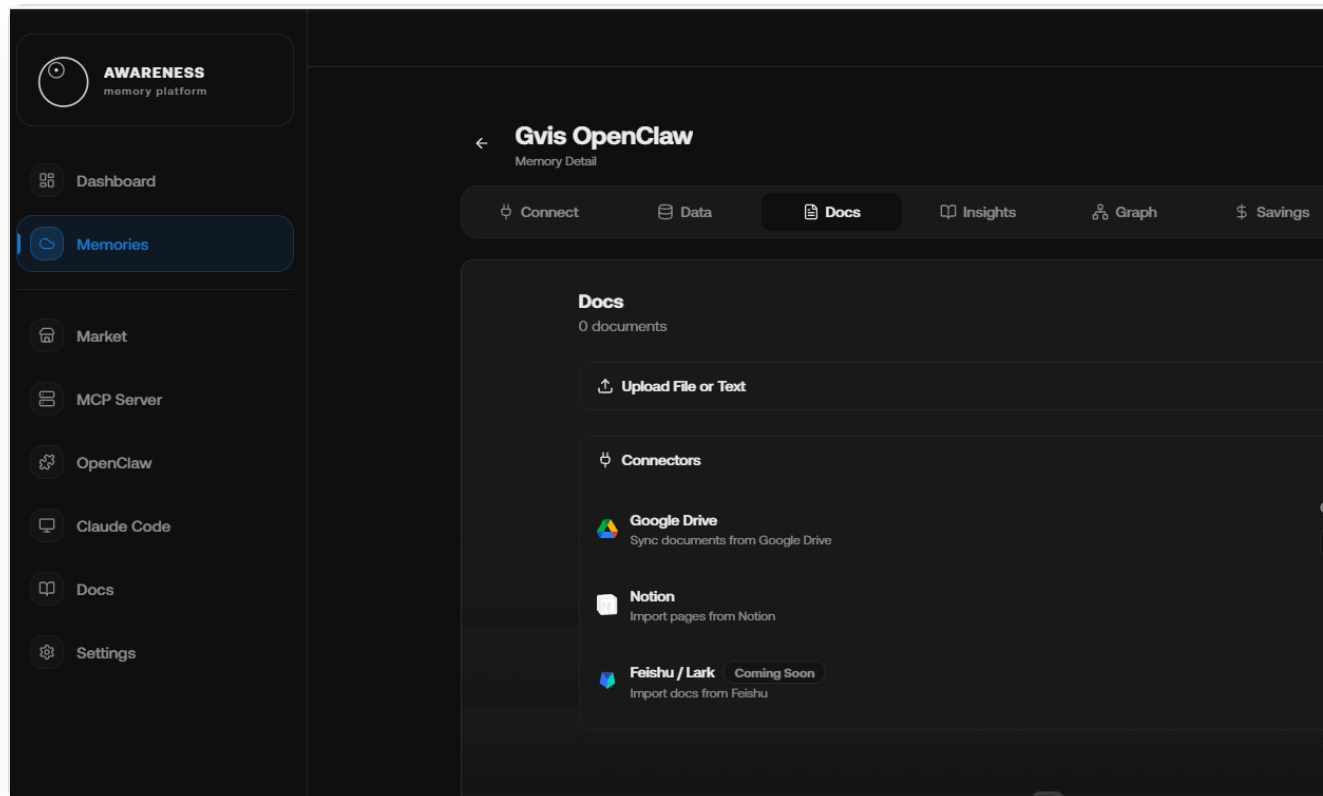 AWARENESS
memory platform
Dashboard
Memories
Market
MCP Server
OpenClaw
Claude Code
Docs
Settings
Gvis OpenClaw
Memory Detail
Connect Data Docs Insights Graph Savings
Docs
0 documents
Upload File or Text
Connectors
Google Drive
Sync documents from Google Drive
Notion
Import pages from Notion
Feishu / Lark Coming Soon
Import docs from Feishu